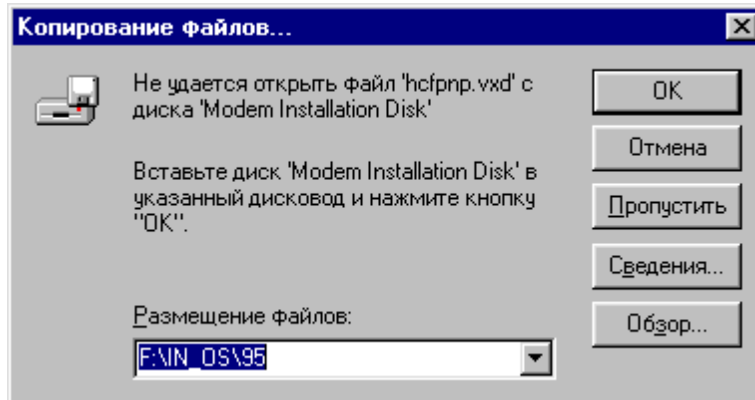 Копирование файлов...
Не удается открыть файл 'hcfpnp.vxd' с
диска 'Modem Installation Disk'
Вставьте диск 'Modem Installation Disk' в
указанный дисковод и нажмите кнопку
"OK".
Размещение файлов:
F:\IN_OS\95
OK
Отмена
Пропустить
Сведения...
Обзор...